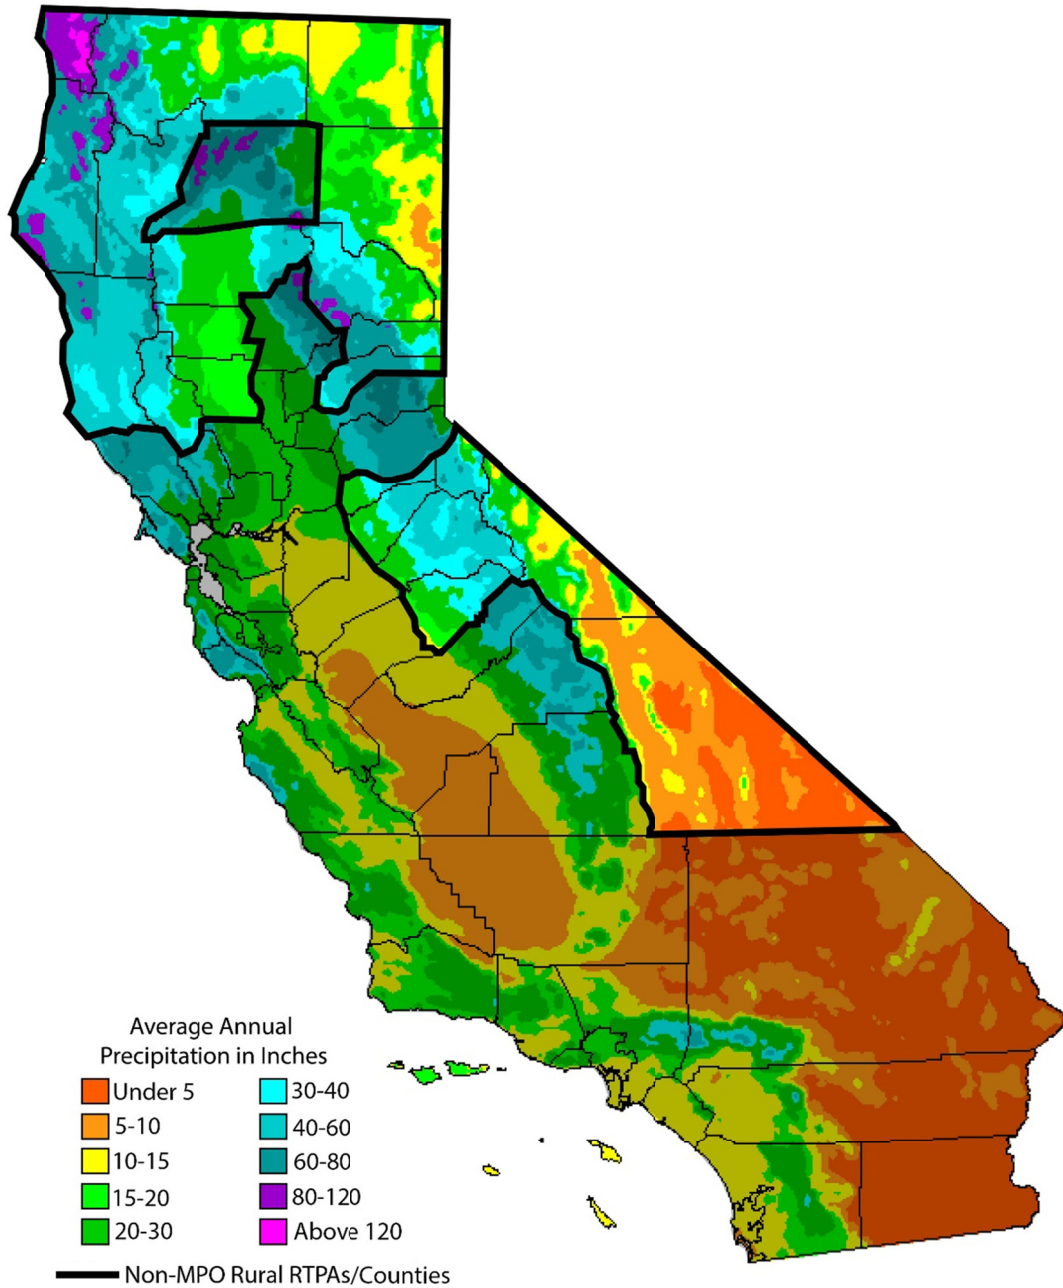 Average Annual
Precipitation in Inches
Under 5
30-40
5-10
40-60
10-15
60-80
15-20
80-120
20-30
Above 120
Non-MPO Rural RTPAs/Counties